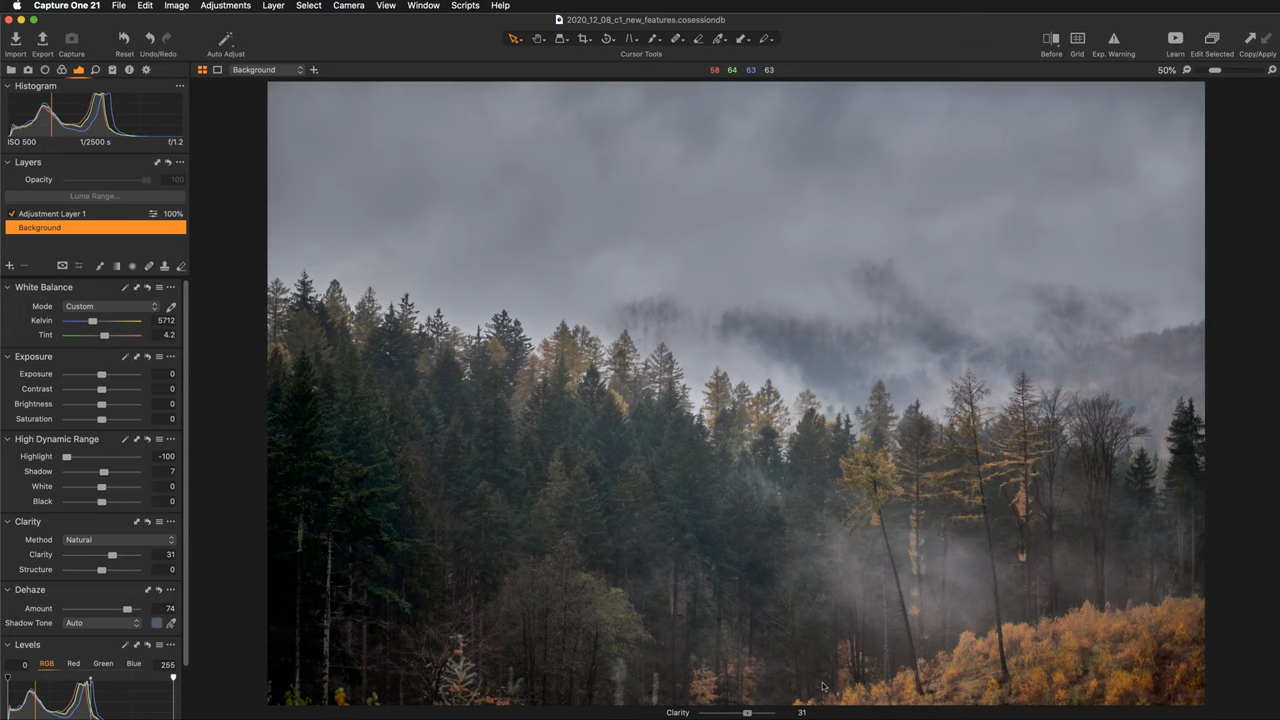 Capture One 21 File Edit Image Adjustments Layer Select Camera View Window Scripts Help
2020_12_08_c1_new_features.cosessiondb
Import Export Capture Reset Undo/Redo Auto Adjust Cursor Tools Before Grid Exp. Warning Learn Edit Selected Copy/Apply
Background 58 64 63 63 50%
Histogram
ISO 500 1/2500 s f/1.2
Layers
Opacity 100
Luma Range...
Adjustment Layer 1 100%
Background
White Balance
Mode Custom
Kelvin 5712
Tint 4.2
Exposure
Exposure 0
Contrast 0
Brightness 0
Saturation 0
High Dynamic Range
Highlight -100
Shadow 7
White 0
Black 0
Clarity
Method Natural
Clarity 31
Structure 0
Dehaze
Amount 74
Shadow Tone Auto
Levels
0 RGB Red Green Blue 255
Clarity 31